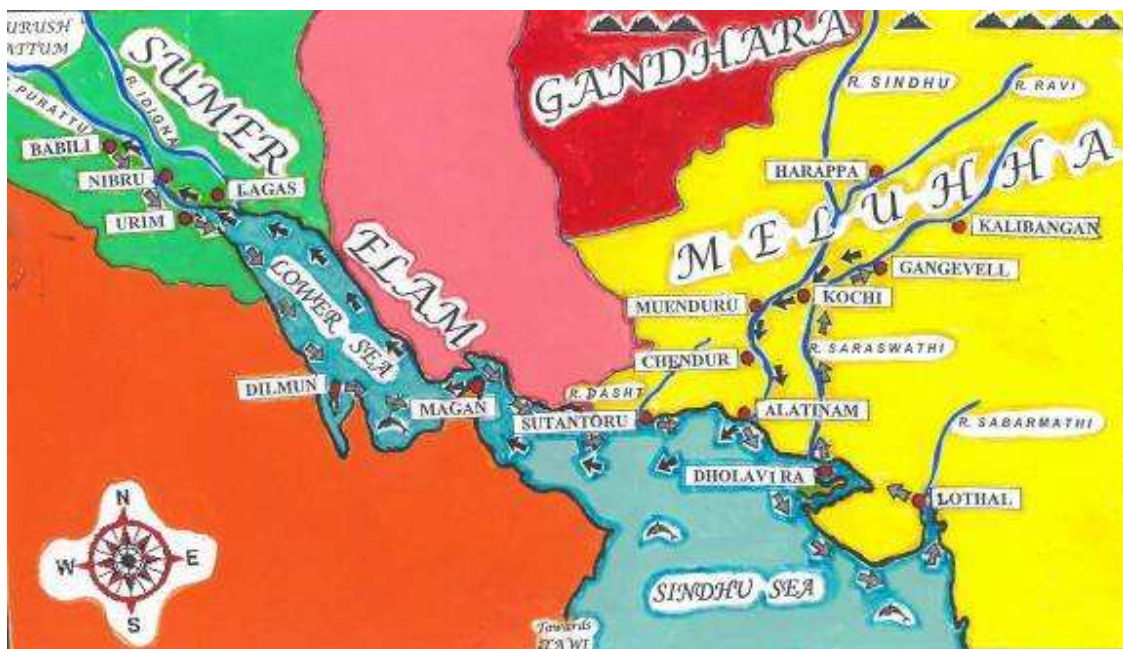 URUSH
ATTUM
SUMER
R. IDIGNA
PURATTU
BABILI
NIBRU
LAGAS
URIM
GANDHARA
R. SINDHU
R. RAVI
HARAPPA
MELUHHA
KALIBANGAN
GANGEVELL
KOCHI
MUENDURU
ELAM
LOWER SEA
R. SARASWATHI
CHENDUR
DILMUN
MAGAN
R. DASHT
SUTANTORU
ALATINAM
R. SABARMATHI
DHOLAVIRA
LOTHAL
N
W E
S
SINDHU SEA
Towards